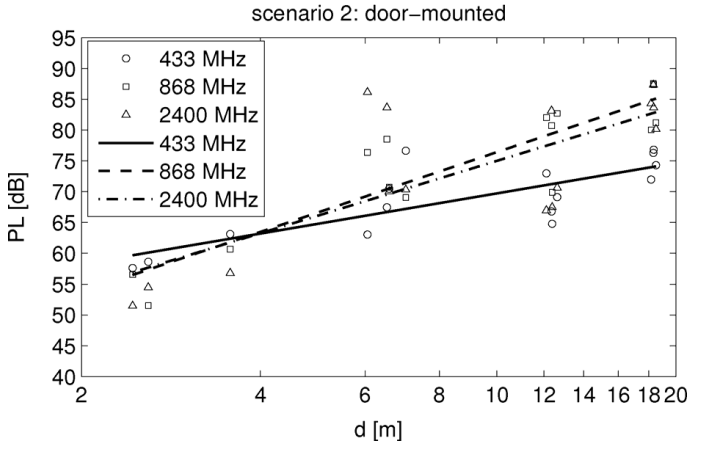 scenario 2: door−mounted
95
90
85
80
75
70
65
60
55
50
45
40
PL [dB]
433 MHz
868 MHz
2400 MHz
433 MHz
868 MHz
2400 MHz
2 4 6 8 10 12 14 16 18 20
d [m]